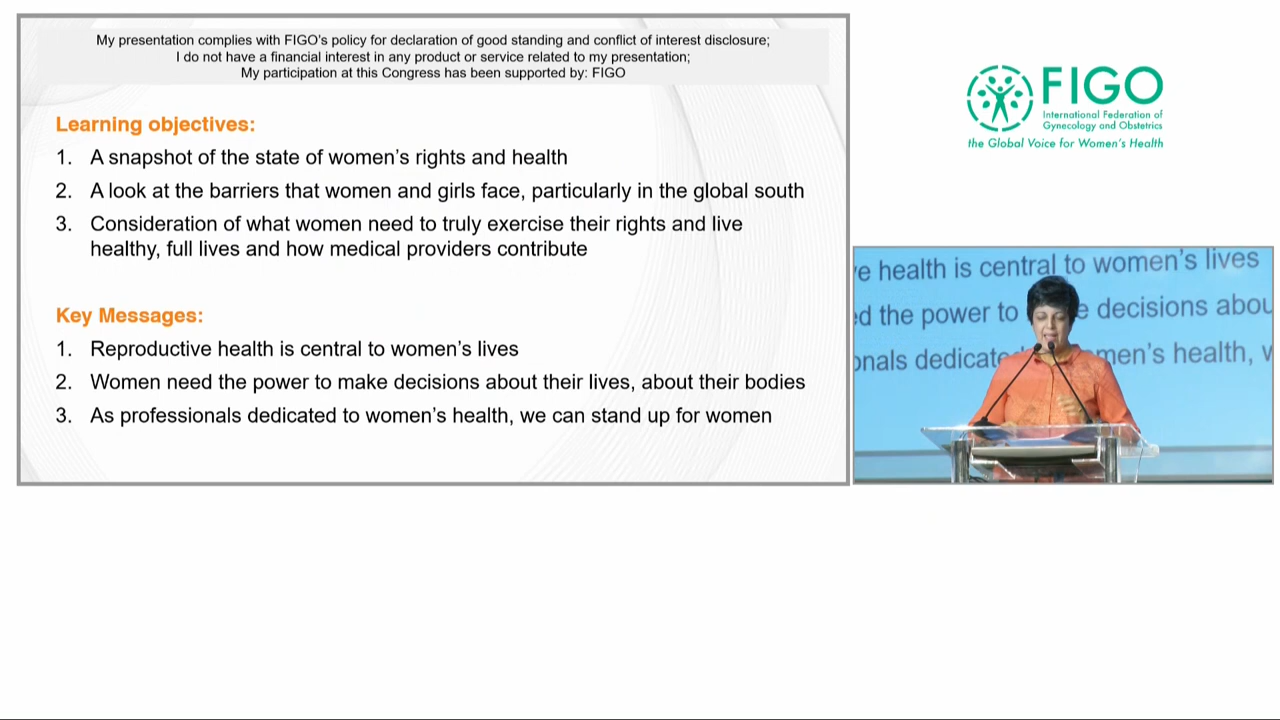 My presentation complies with FIGO's policy for declaration of good standing and conflict of interest disclosure;
I do not have a financial interest in any product or service related to my presentation;
My participation at this Congress has been supported by: FIGO
Learning objectives:
1. A snapshot of the state of women's rights and health
2. A look at the barriers that women and girls face, particularly in the global south
3. Consideration of what women need to truly exercise their rights and live
healthy, full lives and how medical providers contribute
Key Messages:
1. Reproductive health is central to women's lives
2. Women need the power to make decisions about their lives, about their bodies
3. As professionals dedicated to women's health, we can stand up for women
FIGO
International Federation of
Gynecology and Obstetrics
the Global Voice for Women's Health
health is central to women's lives
the power to decisions
women's health,